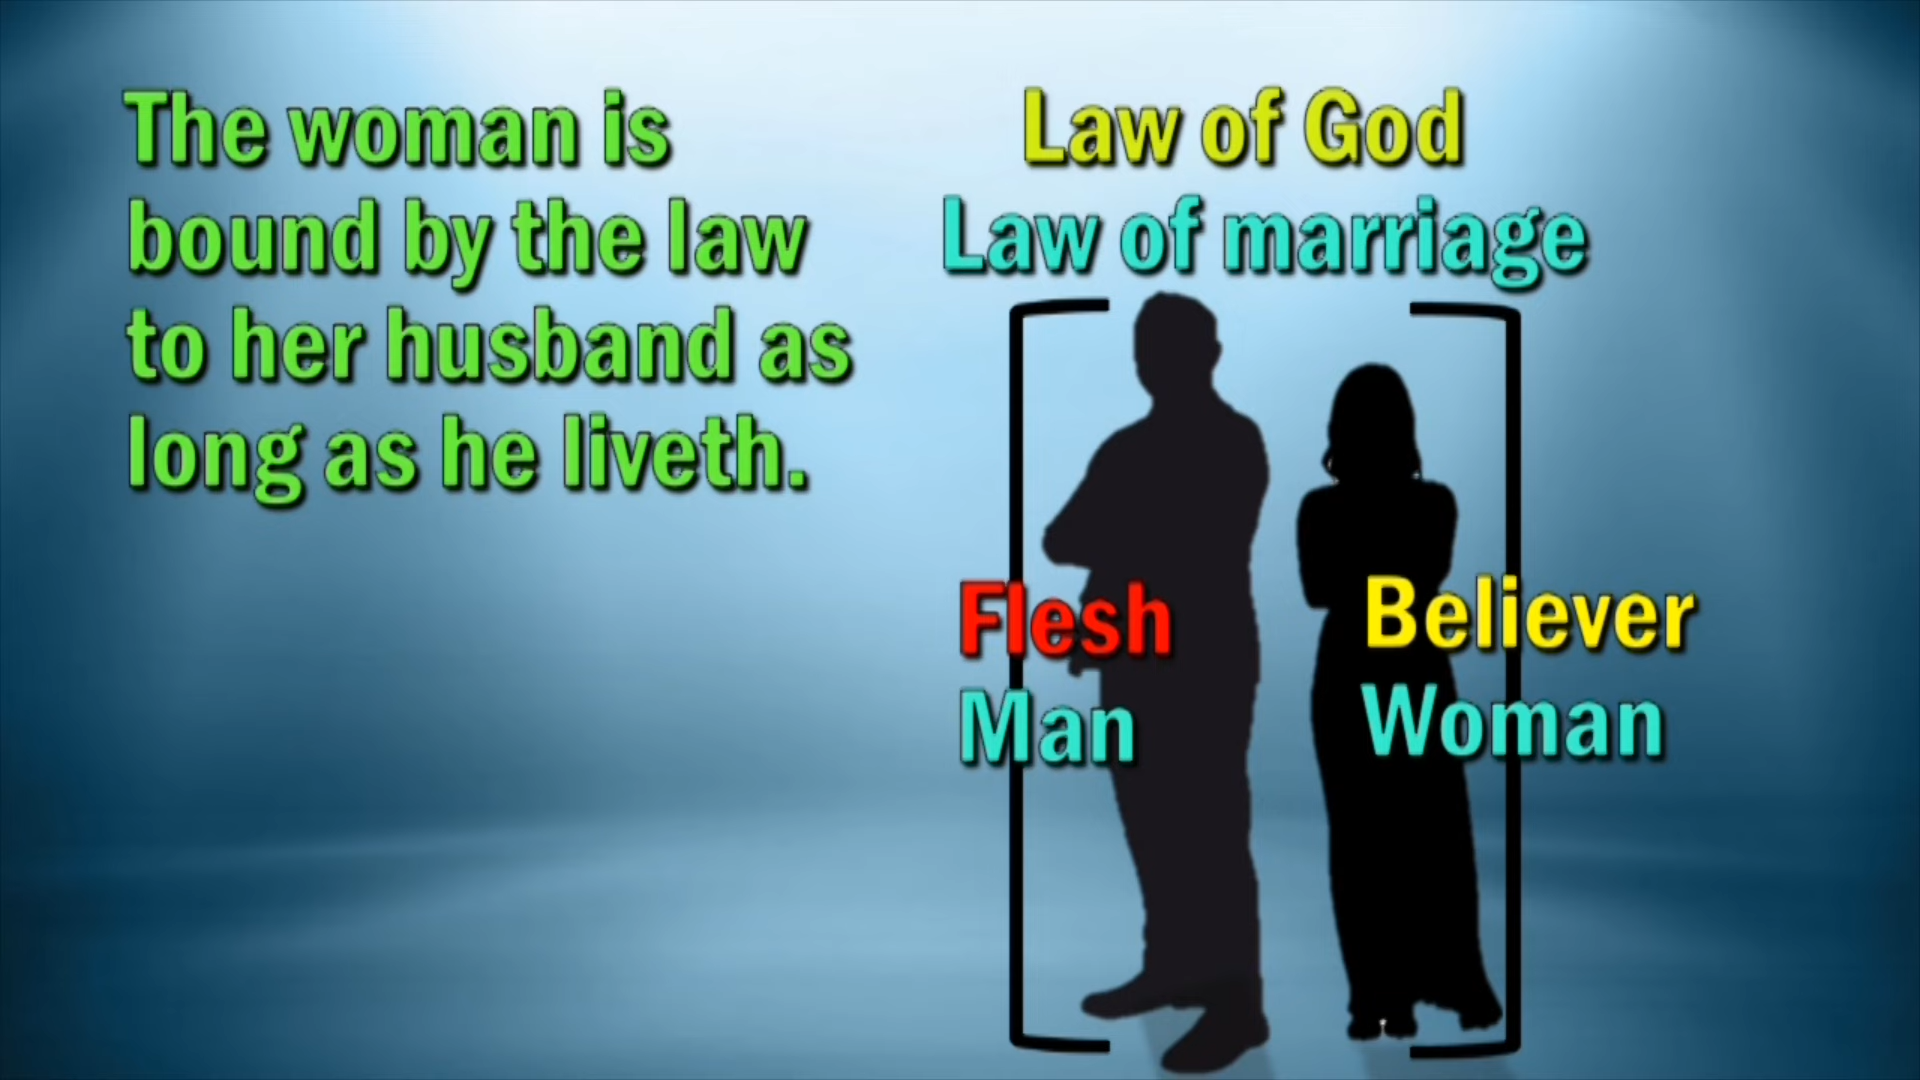 The woman is
bound by the law
to her husband as
long as he liveth.
Law of God
Law of marriage
Flesh
Man
Believer
Woman